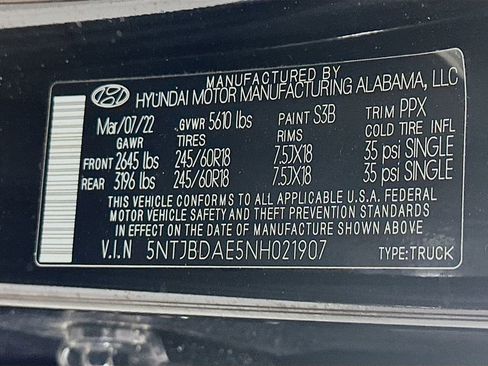 MANUFACTURED BY
HYUNDAI MOTOR MANUFACTURING ALABAMA, LLC
Mar/07/22 GVWR 5610 lbs PAINT S3B TRIM PPX
GAWR TIRES RIMS COLD TIRE INFL
FRONT 2645 lbs 245/60R18 7.5JX18 35 psi SINGLE
REAR 3196 lbs 245/60R18 7.5JX18 35 psi SINGLE
THIS VEHICLE CONFORMS TO ALL APPLICABLE U.S.A. FEDERAL
MOTOR VEHICLE SAFETY AND THEFT PREVENTION STANDARDS
IN EFFECT ON THE DATE OF MANUFACTURE SHOWN ABOVE.
V.I.N 5NTJBDAE5NH021907 TYPE:TRUCK